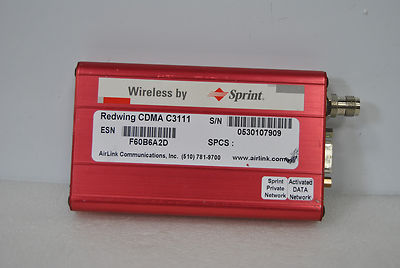 Wireless by Sprint.
Redwing CDMA C3111 S/N
ESN 0530107909
F60B6A2D SPCS :
AirLink Communications, Inc. (510) 781-9700 www.airlink.com
Sprint Private Network
Activated DATA Network